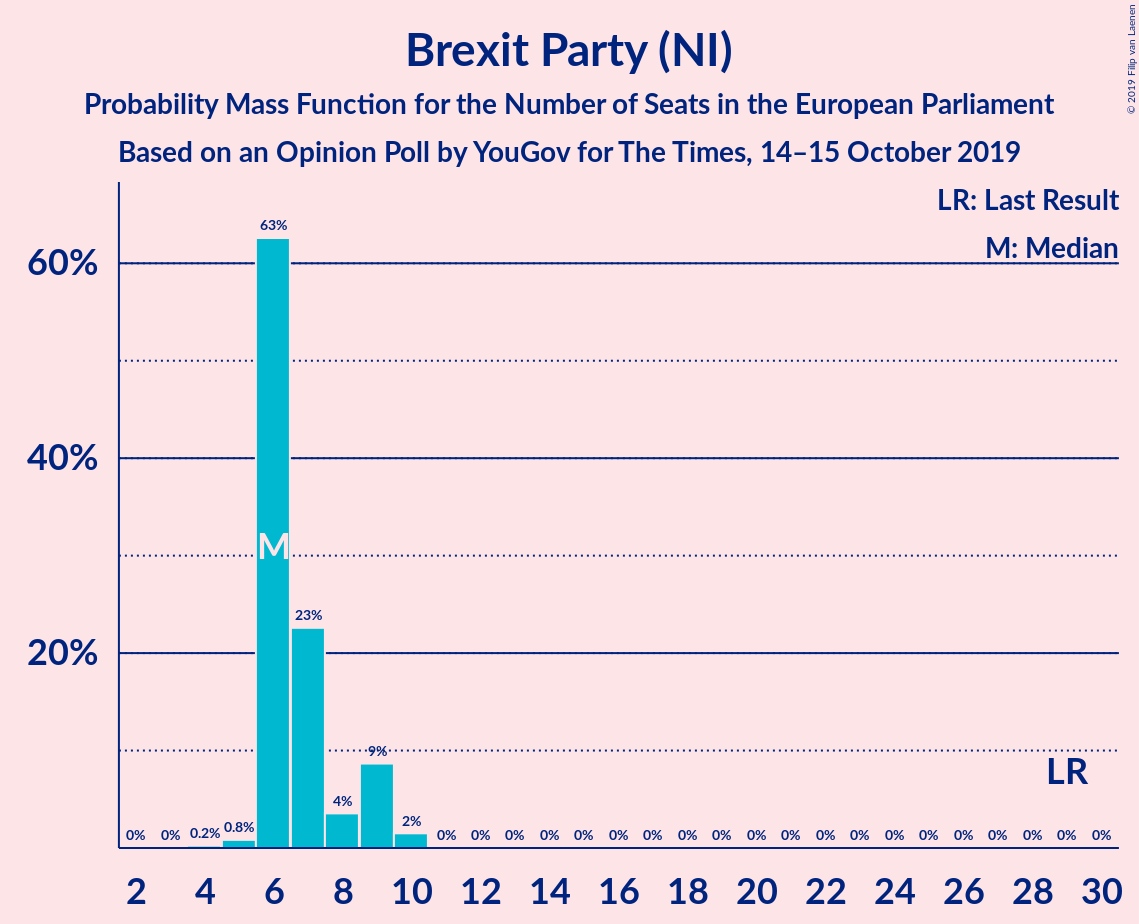 Brexit Party (NI)
Probability Mass Function for the Number of Seats in the European Parliament
Based on an Opinion Poll by YouGov for The Times, 14–15 October 2019
© 2019 Filip van Laenen
LR: Last Result
M: Median
60%
40%
20%
63%
M
23%
9%
LR
4%
0% 0% 0.2% 0.8% 2% 0% 0% 0% 0% 0% 0% 0% 0% 0% 0% 0% 0% 0% 0% 0% 0% 0% 0% 0% 0%
2 4 6 8 10 12 14 16 18 20 22 24 26 28 30